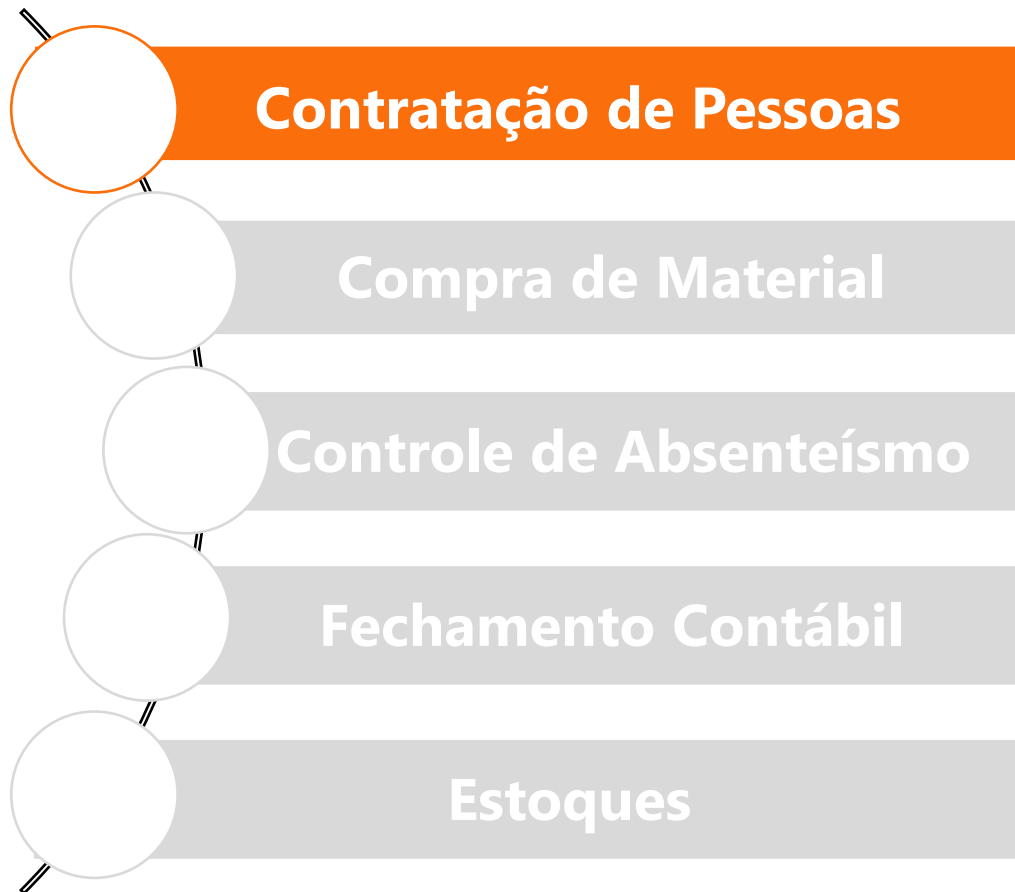 Contratação de Pessoas
Compra de Material
Controle de Absenteísmo
Fechamento Contábil
Estoques